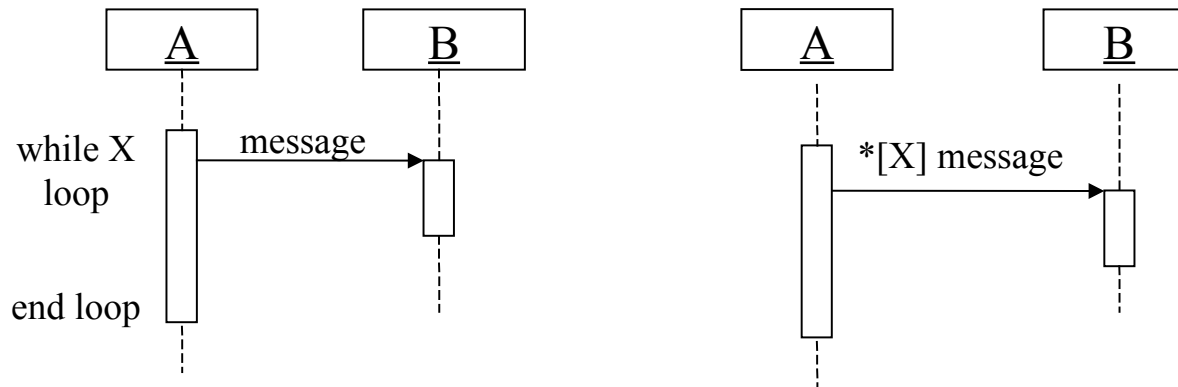 A
B
while X
loop
message
end loop
A
B
*[X] message